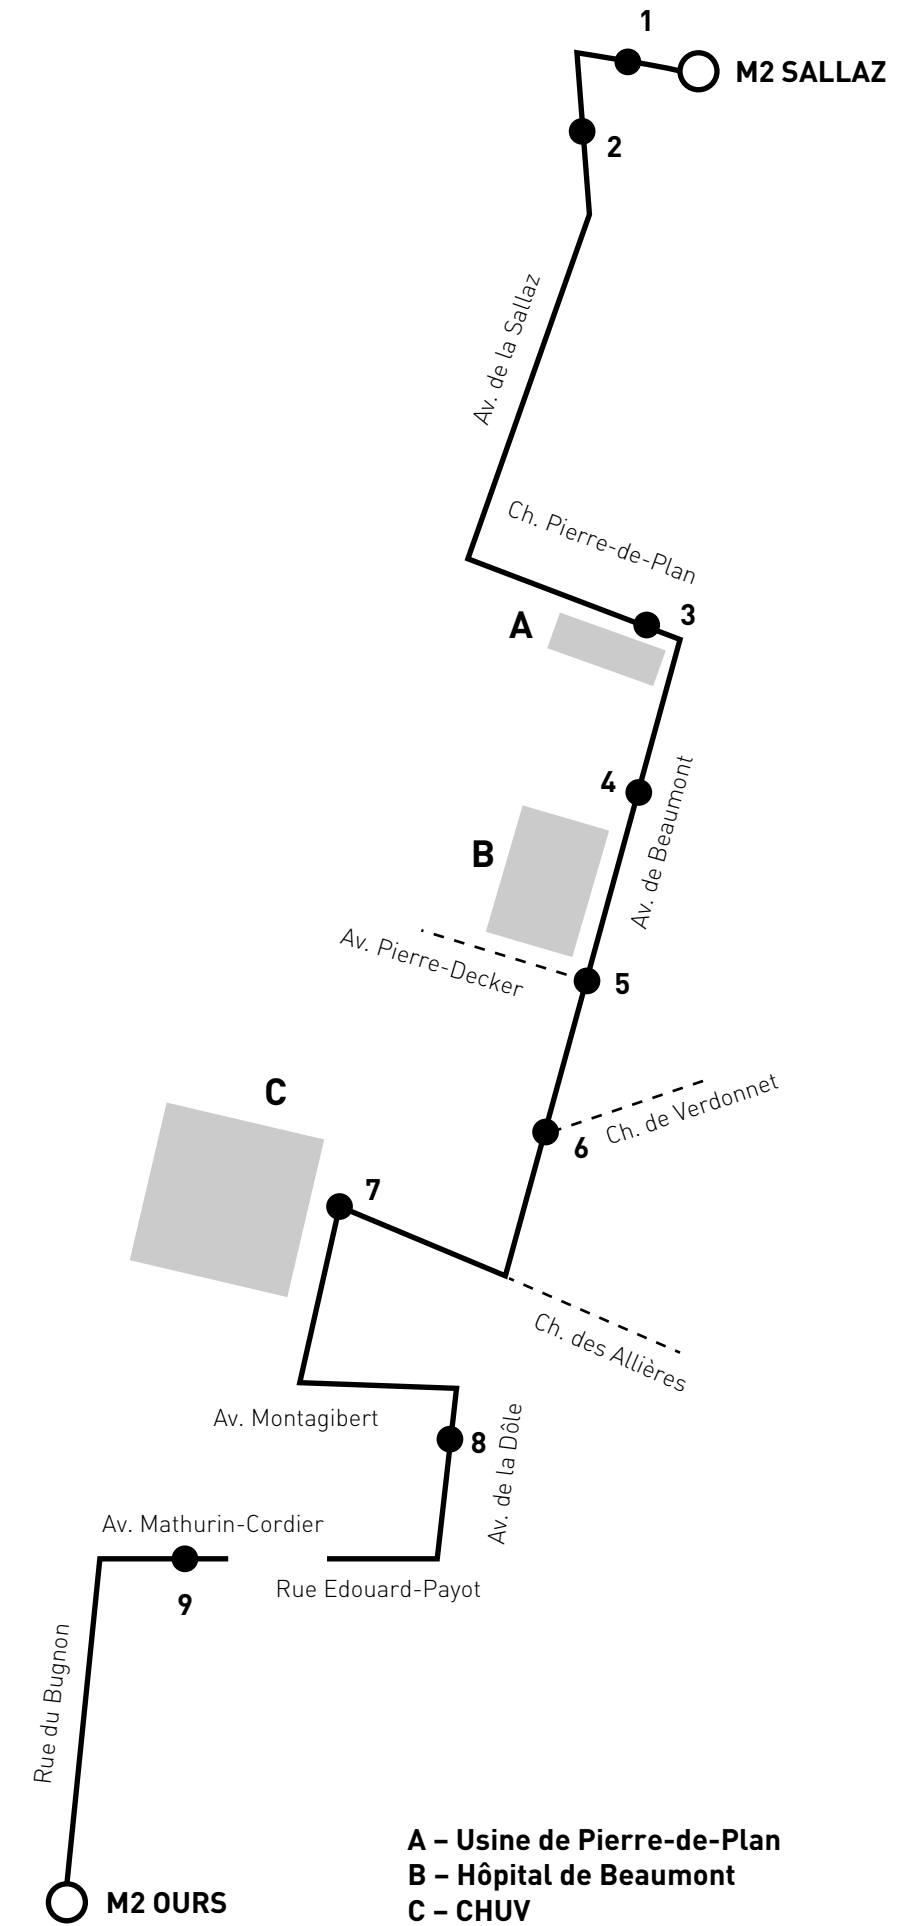 1
M2 SALLAZ
2
Av. de la Sallaz
Ch. Pierre-de-Plan
3
A
4
Av. de Beaumont
B
Av. Pierre-Decker
5
C
Ch. de Verdonnet
6
7
Ch. des Allières
Av. Montagibert
8
Av. de la Dôle
Av. Mathurin-Cordier
Rue Edouard-Payot
9
Rue du Bugnon
A – Usine de Pierre-de-Plan
B – Hôpital de Beaumont
C – CHUV
M2 OURS